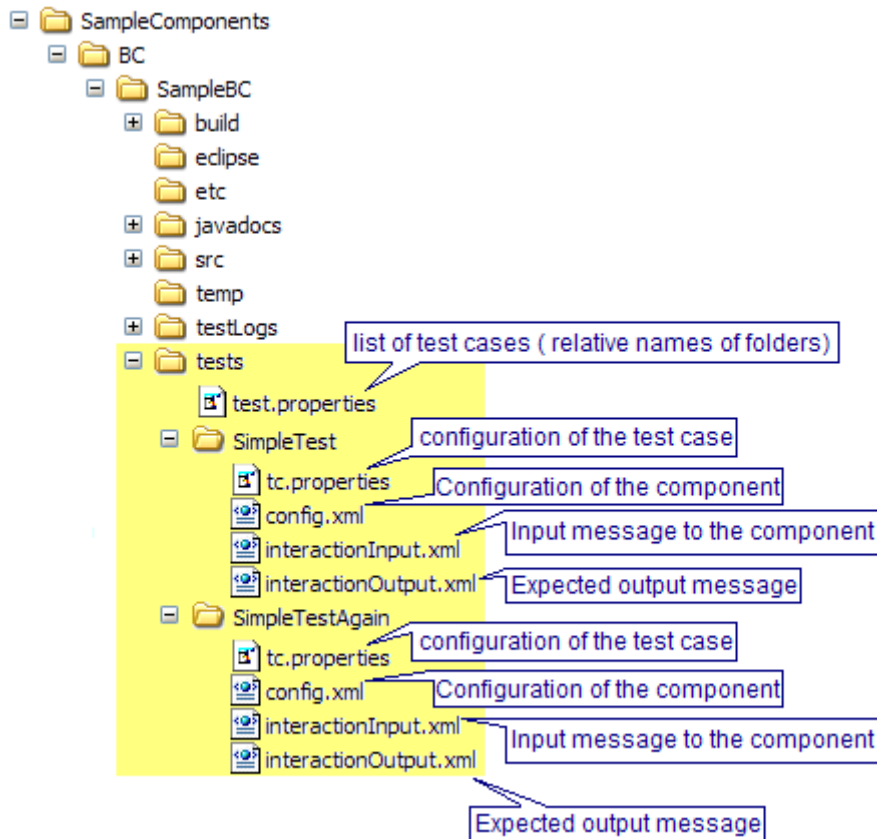 SampleComponents
BC
SampleBC
build
eclipse
etc
javadocs
src
temp
testLogs
list of test cases ( relative names of folders)
tests
test.properties
SimpleTest
configuration of the test case
tc.properties
Configuration of the component
config.xml
Input message to the component
interactionInput.xml
interactionOutput.xml
Expected output message
SimpleTestAgain
configuration of the test case
tc.properties
config.xml
Configuration of the component
interactionInput.xml
Input message to the component
interactionOutput.xml
Expected output message